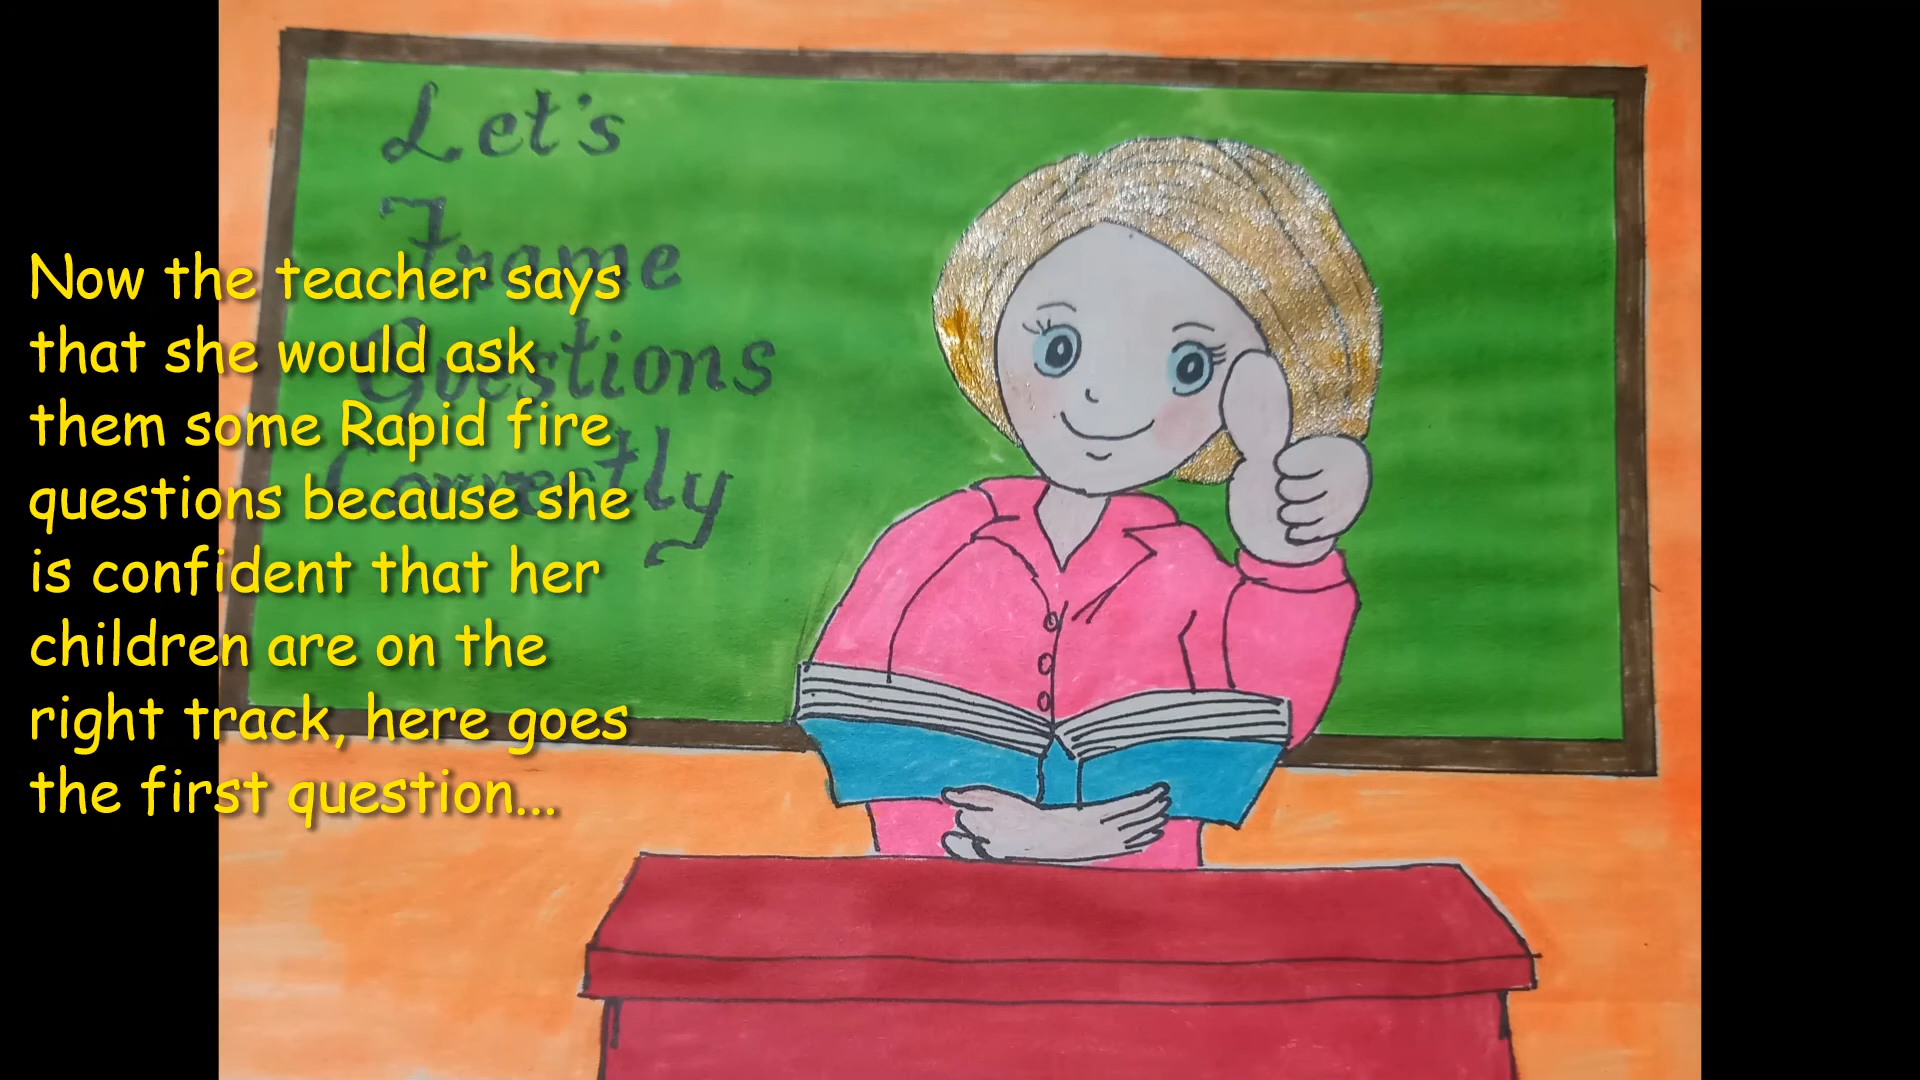 Let's
Frame
Questions
Correctly
Now the teacher says
that she would ask
them some Rapid fire
questions because she
is confident that her
children are on the
right track, here goes
the first question...